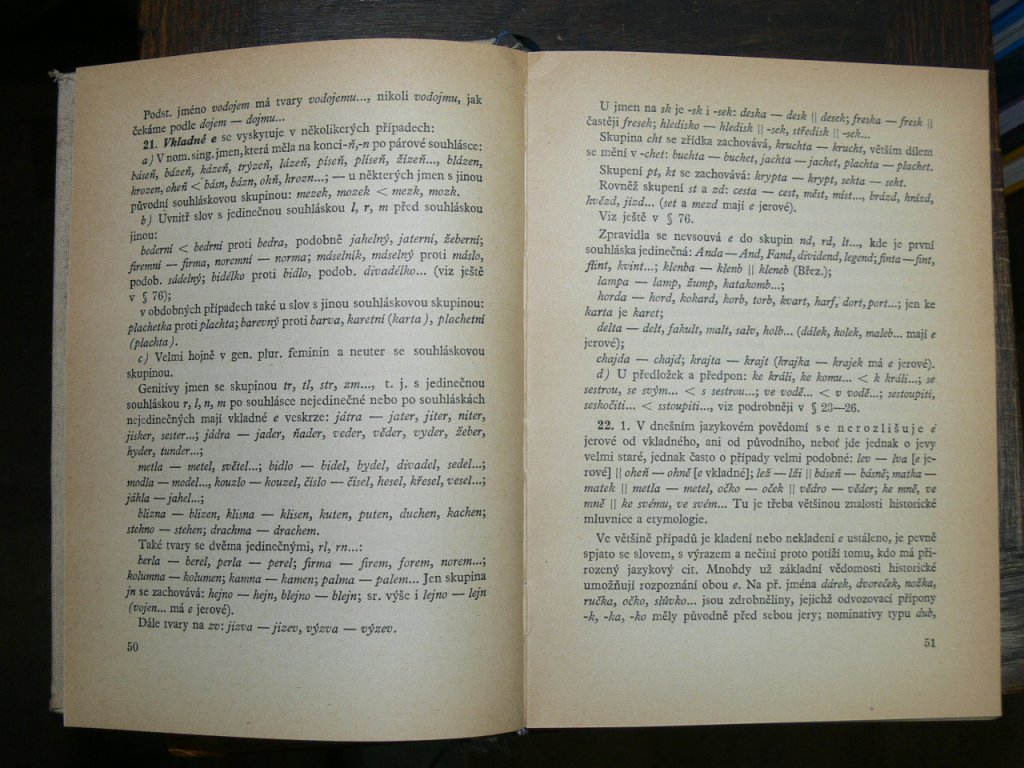 Podst. jméno vodojem má tvary vodojemu..., nikoli vodojmu, jak
čekáme podle dojem — dojmu...
21. Vkladné e se vyskytuje v několikerých případech:
a) V nom. sing. jmen, která měla na konci -ň, -n po párové souhlásce:
báseň, bázeň, kázeň, trýzeň, lázeň, píseň, plíseň, žízeň..., blázen,
hrozen, oheň < básn, bázn, ohň, hrozn...; — u některých jmen s jinou
původní souhláskovou skupinou: mezek, mozek < mezk, mozk.
b) Uvnitř slov s jedinečnou souhláskou l, r, m před souhláskou
jinou:
bederní < bedrní proti bedra, podobně jahelný, jaterní, žeberní;
firemní — firma, noremní — norma; máselník, máselný proti máslo,
podob. sádelný; bidélko proti bidlo, podob. divadélko... (viz ještě
v § 76);
v obdobných případech také u slov s jinou souhláskovou skupinou:
plachetka proti plachta; barevný proti barva, karetní (karta), plachetní
(plachta).
c) Velmi hojně v gen. plur. feminin a neuter se souhláskovou
skupinou.
Genitivy jmen se skupinou tr, tl, str, zm..., t. j. s jedinečnou
souhláskou r, l, n, m po souhlásce nejedinečné nebo po souhláskách
nejedinečných mají vkladné e veskrze: játra — jater, jiter, niter,
jisker, sester...; jádra — jader, ňader, veder, věder, vyder, žeber,
hyder, tunder...;
metla — metel, světel...; bidlo — bidel, bydel, divadel, sedel...;
modla — model..., kouzlo — kouzel, číslo — čísel, hesel, křesel, vesel...;
jáhla — jahel...;
blizna — blizen, klisna — klisen, kuten, puten, duchen, kachen;
stehno — stehen; drachma — drachem.
Také tvary se dvěma jedinečnými, rl, rn...:
berla — berel, perla — perel; firma — firem, forem, norem...;
kolumna — kolumen; kamna — kamen; palma — palem... Jen skupina
jn se zachovává: hejno — hejn, blejno — blejn; sr. výše i lejno — lejn
(vojen... má e jerové).
Dále tvary na zv: jizva — jizev, výzva — výzev.
50
U jmen na sk je -sk i -sek: deska — desk || desek; freska — fresk ||
častěji fresek; hledisko — hledisk || -sek, středisk || -sek...
Skupina cht se zřídka zachovává, kruchta — krucht, větším dílem
se mění v -chet: buchta — buchet, jachta — jachet, plachta — plachet.
Skupení pt, kt se zachovává: krypta — krypt, sekta — sekt.
Rovněž skupení st a zd: cesta — cest, měst, míst..., brázd, hnízd,
hvězd, jízd... (set a mezd mají e jerové).
Viz ještě v § 76.
Zpravidla se nevsouvá e do skupin nd, rd, lt..., kde je první
souhláska jedinečná: Anda — And, Fand, dividend, legend; finta — fint,
flint, kvint...; klenba — klenb || kleneb (Břez.);
lampa — lamp, žump, katakomb...;
horda — hord, kokard, korb, torb, kvart, harf, dort, port...; jen ke
karta je karet;
delta — delt, fakult, malt, salv, holb... (dálek, holek, maleb... mají e
jerové);
chajda — chajd; krajta — krajt (krajka — krajek má e jerové).
d) U předložek a předpon: ke králi, ke komu... < k králi...; se
sestrou, se svým... < s sestrou...; ve vodě... < v vodě...; sestoupiti,
seskočiti... < sstoupiti..., viz podrobněji v § 23—26.
22. 1. V dnešním jazykovém povědomí se nerozlišuje e
jerové od vkladného, ani od původního, neboť jde jednak o jevy
velmi staré, jednak často o případy velmi podobné: lev — lva [e je-
rové] || oheň — ohně [e vkladné]; lež — lži || báseň — básně; matka —
matek || metla — metel, očko — oček || vědro — věder; ke mně, ve
mně || ke svému, ve svém... Tu je třeba většinou znalosti historické
mluvnice a etymologie.
Ve většině případů je kladení nebo nekladení e ustáleno, je pevně
spjato se slovem, s výrazem a nečiní proto potíží tomu, kdo má při-
rozený jazykový cit. Mnohdy už základní vědomosti historické
umožňují rozpoznání obou e. Na př. jména dárek, dvoreček, nožka,
ručka, očko, slůvko... jsou zdrobněliny, jejichž odvozovací přípony
-k, -ka, -ko měly původně před sebou jery; nominativy typu dub,
51